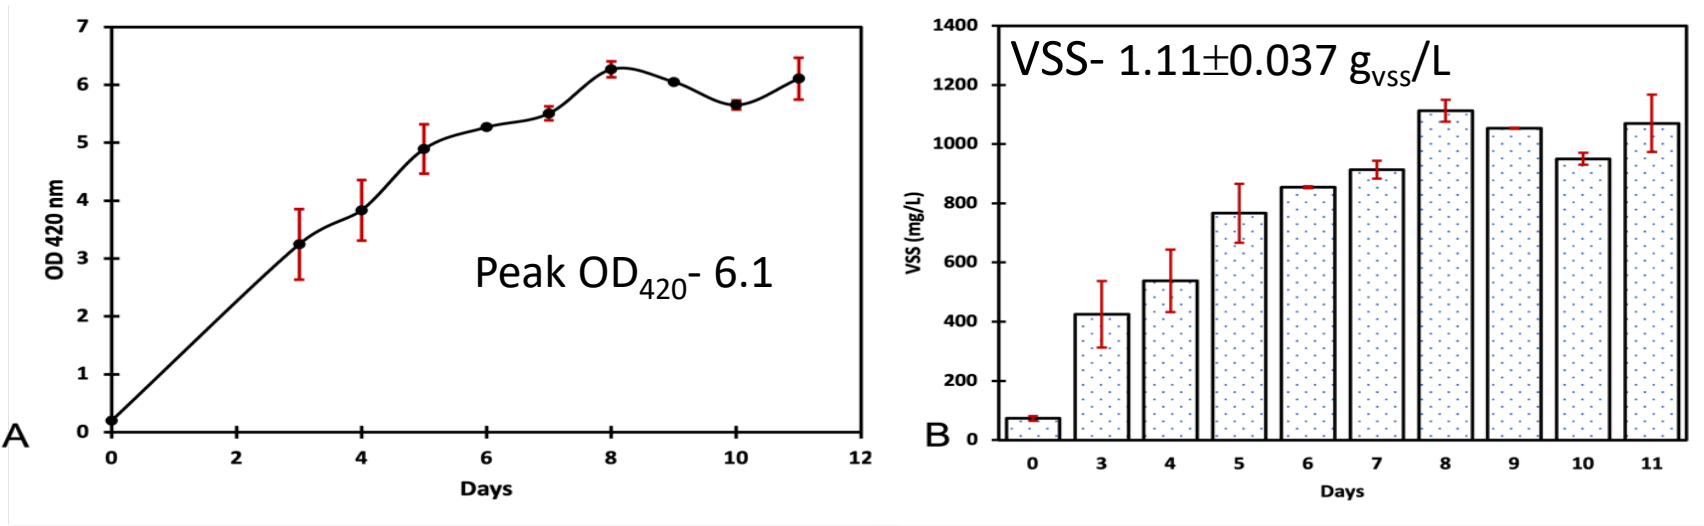 7
6
5
4
3
2
1
0
OD 420 nm
Peak OD420- 6.1
A
0 2 4 6 8 10 12
Days
1400
1200
1000
800
600
400
200
0
VSS (mg/L)
VSS- 1.11±0.037 gvss/L
B
0 3 4 5 6 7 8 9 10 11
Days